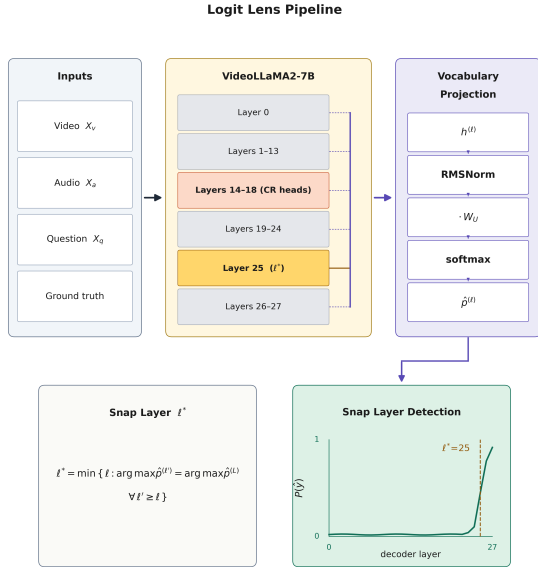 Logit Lens Pipeline
Inputs
Video X_v
Audio X_a
Question X_q
Ground truth
VideoLLaMA2-7B
Layer 0
Layers 1–13
Layers 14–18 (CR heads)
Layers 19–24
Layer 25 (ℓ*)
Layers 26–27
Vocabulary
Projection
h^(ℓ)
RMSNorm
· W_U
softmax
p̂^(ℓ)
Snap Layer ℓ*
ℓ* = min { ℓ : arg max p̂^(ℓ′) = arg max p̂^(L)
∀ ℓ′ ≥ ℓ }
Snap Layer Detection
1
ℓ*=25
P(ŷ)
0
0
27
decoder layer